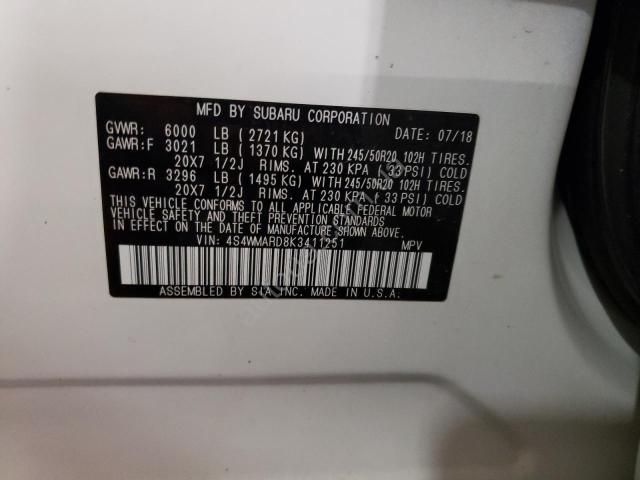 MFD BY SUBARU CORPORATION
GVWR: 6000 LB ( 2721 KG) DATE: 07/18
GAWR: F 3021 LB ( 1370 KG) WITH 245/50R20 102H TIRES.
20X7 1/2J RIMS. AT 230 KPA ( 33 PSI) COLD
GAWR: R 3296 LB ( 1495 KG) WITH 245/50R20 102H TIRES.
20X7 1/2J RIMS. AT 230 KPA ( 33 PSI) COLD
THIS VEHICLE CONFORMS TO ALL APPLICABLE FEDERAL MOTOR
VEHICLE SAFETY AND THEFT PREVENTION STANDARDS
IN EFFECT ON THE DATE OF MANUFACTURE SHOWN ABOVE.
VIN: 4S4WMARD8K3411251 MPV
ASSEMBLED BY SIA INC. MADE IN U.S.A.